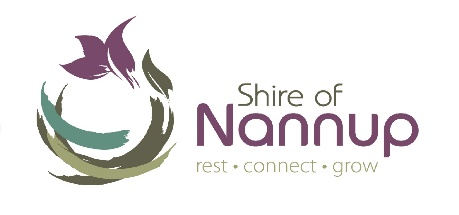 Shire of
Nannup
rest • connect • grow